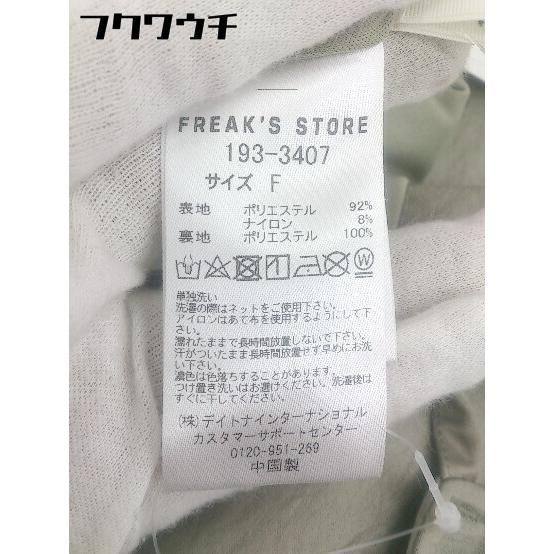 フクワウチ
FREAK'S STORE
193-3407
サイズ F
表地 ポリエステル 92%
ナイロン 8%
裏地 ポリエステル 100%
単独洗い
洗濯の際はネットをご使用下さい。
アイロンはあて布を使用するようにして下さい。
濡れたままで長時間放置しないで下さい。
汗がついたまま長時間放置せず早めにお洗い下さい。
濃色は色落ちすることがあります。
つけ置き洗いはお避けください。洗濯後はすぐに干してください。
(株)デイトナインターナショナル
カスタマーサポートセンター
0120-951-269
中国製